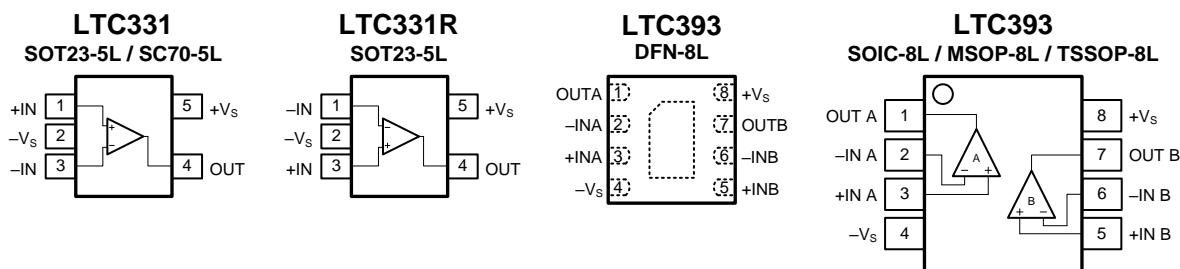 LTC331
SOT23-5L / SC70-5L
+IN 1 5 +VS
–VS 2
–IN 3 4 OUT
+
–
LTC331R
SOT23-5L
–IN 1 5 +VS
–VS 2
+IN 3 4 OUT
–
+
LTC393
DFN-8L
OUTA 1 8 +VS
–INA 2 7 OUTB
+INA 3 6 –INB
–VS 4 5 +INB
LTC393
SOIC-8L / MSOP-8L / TSSOP-8L
OUT A 1 8 +VS
–IN A 2 7 OUT B
+IN A 3 6 –IN B
–VS 4 5 +IN B
A
– +
B
+ –